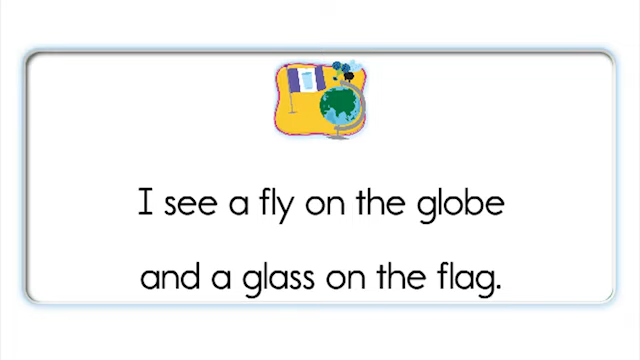 I see a fly on the globe
and a glass on the flag.